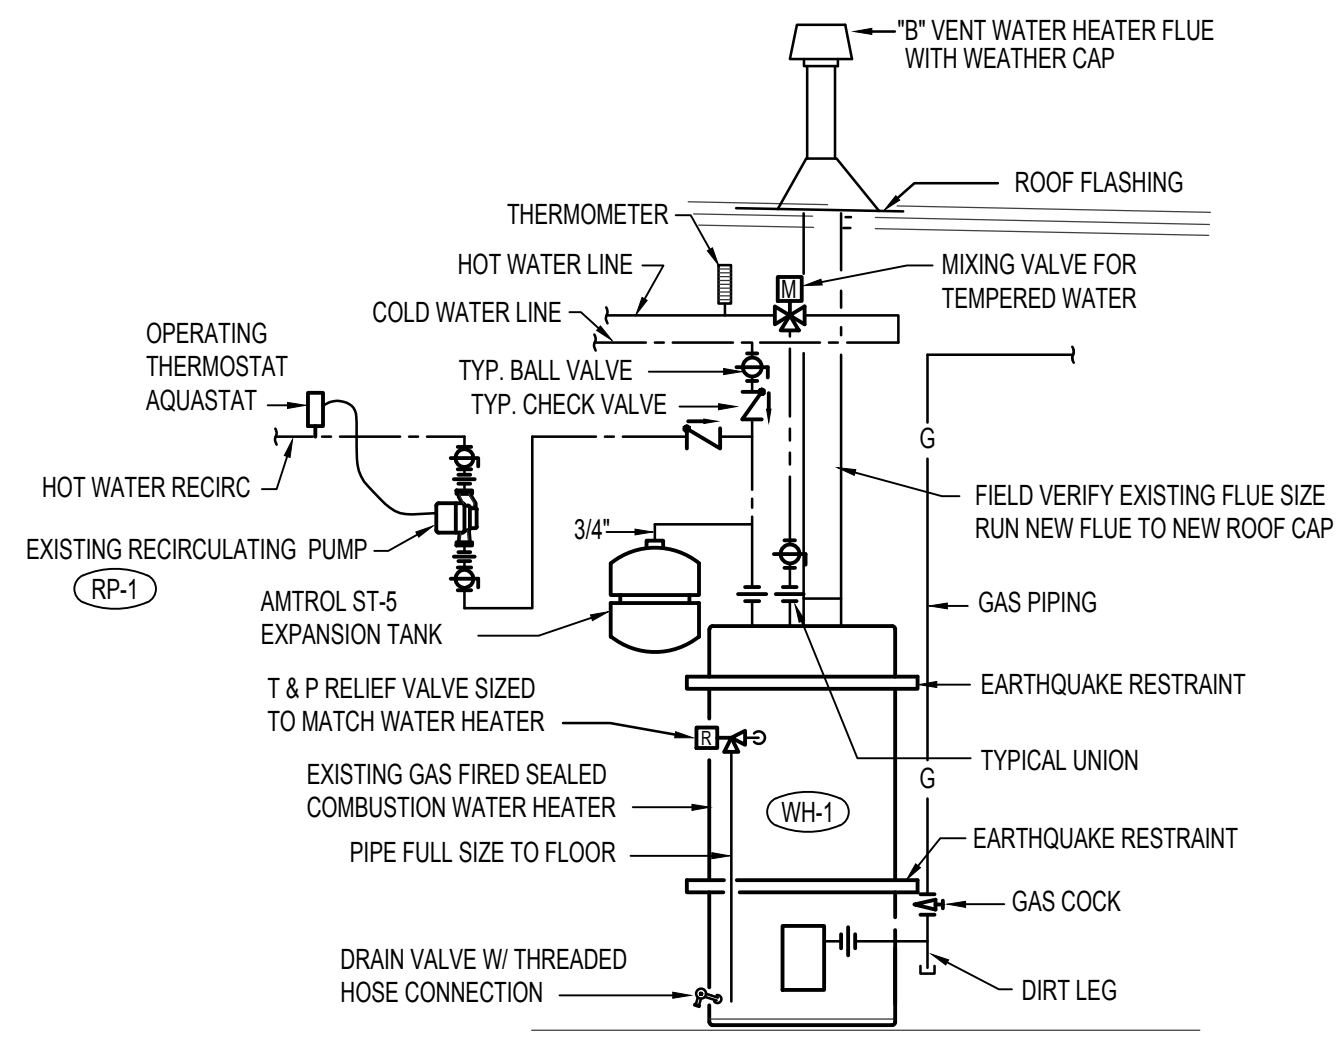 "B" VENT WATER HEATER FLUE
WITH WEATHER CAP
ROOF FLASHING
THERMOMETER
HOT WATER LINE
MIXING VALVE FOR
TEMPERED WATER
M
COLD WATER LINE
OPERATING
THERMOSTAT
AQUASTAT
TYP. BALL VALVE
TYP. CHECK VALVE
G
HOT WATER RECIRC
FIELD VERIFY EXISTING FLUE SIZE
RUN NEW FLUE TO NEW ROOF CAP
3/4"
EXISTING RECIRCULATING PUMP
RP-1
AMTROL ST-5
EXPANSION TANK
GAS PIPING
T & P RELIEF VALVE SIZED
TO MATCH WATER HEATER
EARTHQUAKE RESTRAINT
R
TYPICAL UNION
G
EXISTING GAS FIRED SEALED
COMBUSTION WATER HEATER
WH-1
PIPE FULL SIZE TO FLOOR
EARTHQUAKE RESTRAINT
GAS COCK
DRAIN VALVE W/ THREADED
HOSE CONNECTION
DIRT LEG